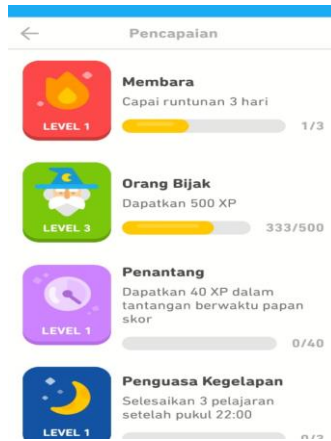 Pencapaian
Membara
Capai runtunan 3 hari
LEVEL 1
1/3
Orang Bijak
Dapatkan 500 XP
LEVEL 3
333/500
Penantang
Dapatkan 40 XP dalam
tantangan berwaktu papan
skor
LEVEL 1
0/40
Penguasa Kegelapan
Selesaikan 3 pelajaran
setelah pukul 22:00
LEVEL 1